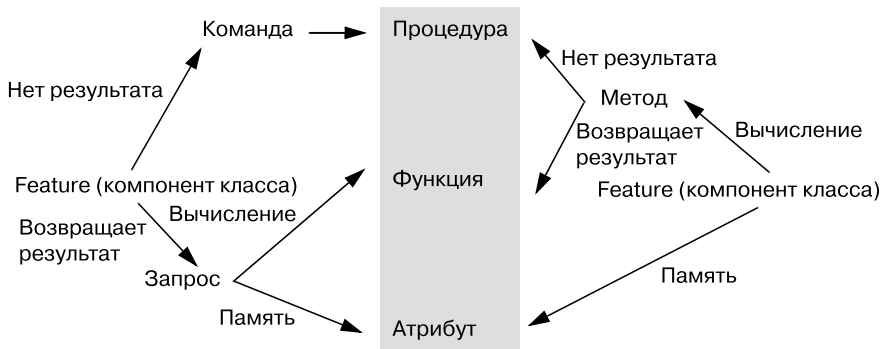 Команда
Процедура
Нет результата
Нет результата
Метод
Возвращает
результат
Вычисление
Feature (компонент класса)
Функция
Feature (компонент класса)
Возвращает
результат
Вычисление
Запрос
Память
Память
Атрибут